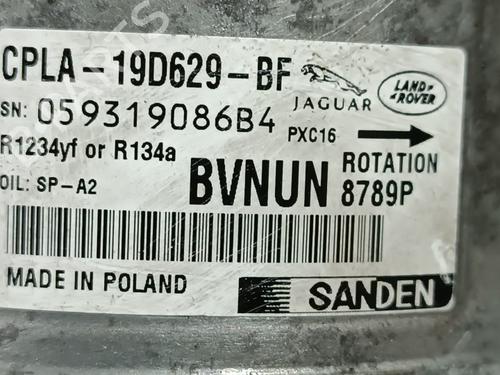 CPLA-19D629-BF
JAGUAR
LAND ROVER
SN: 059319086B4
PXC16
R1234yf or R134a
ROTATION
OIL: SP-A2
BVNUN 8789P
MADE IN POLAND
SANDEN